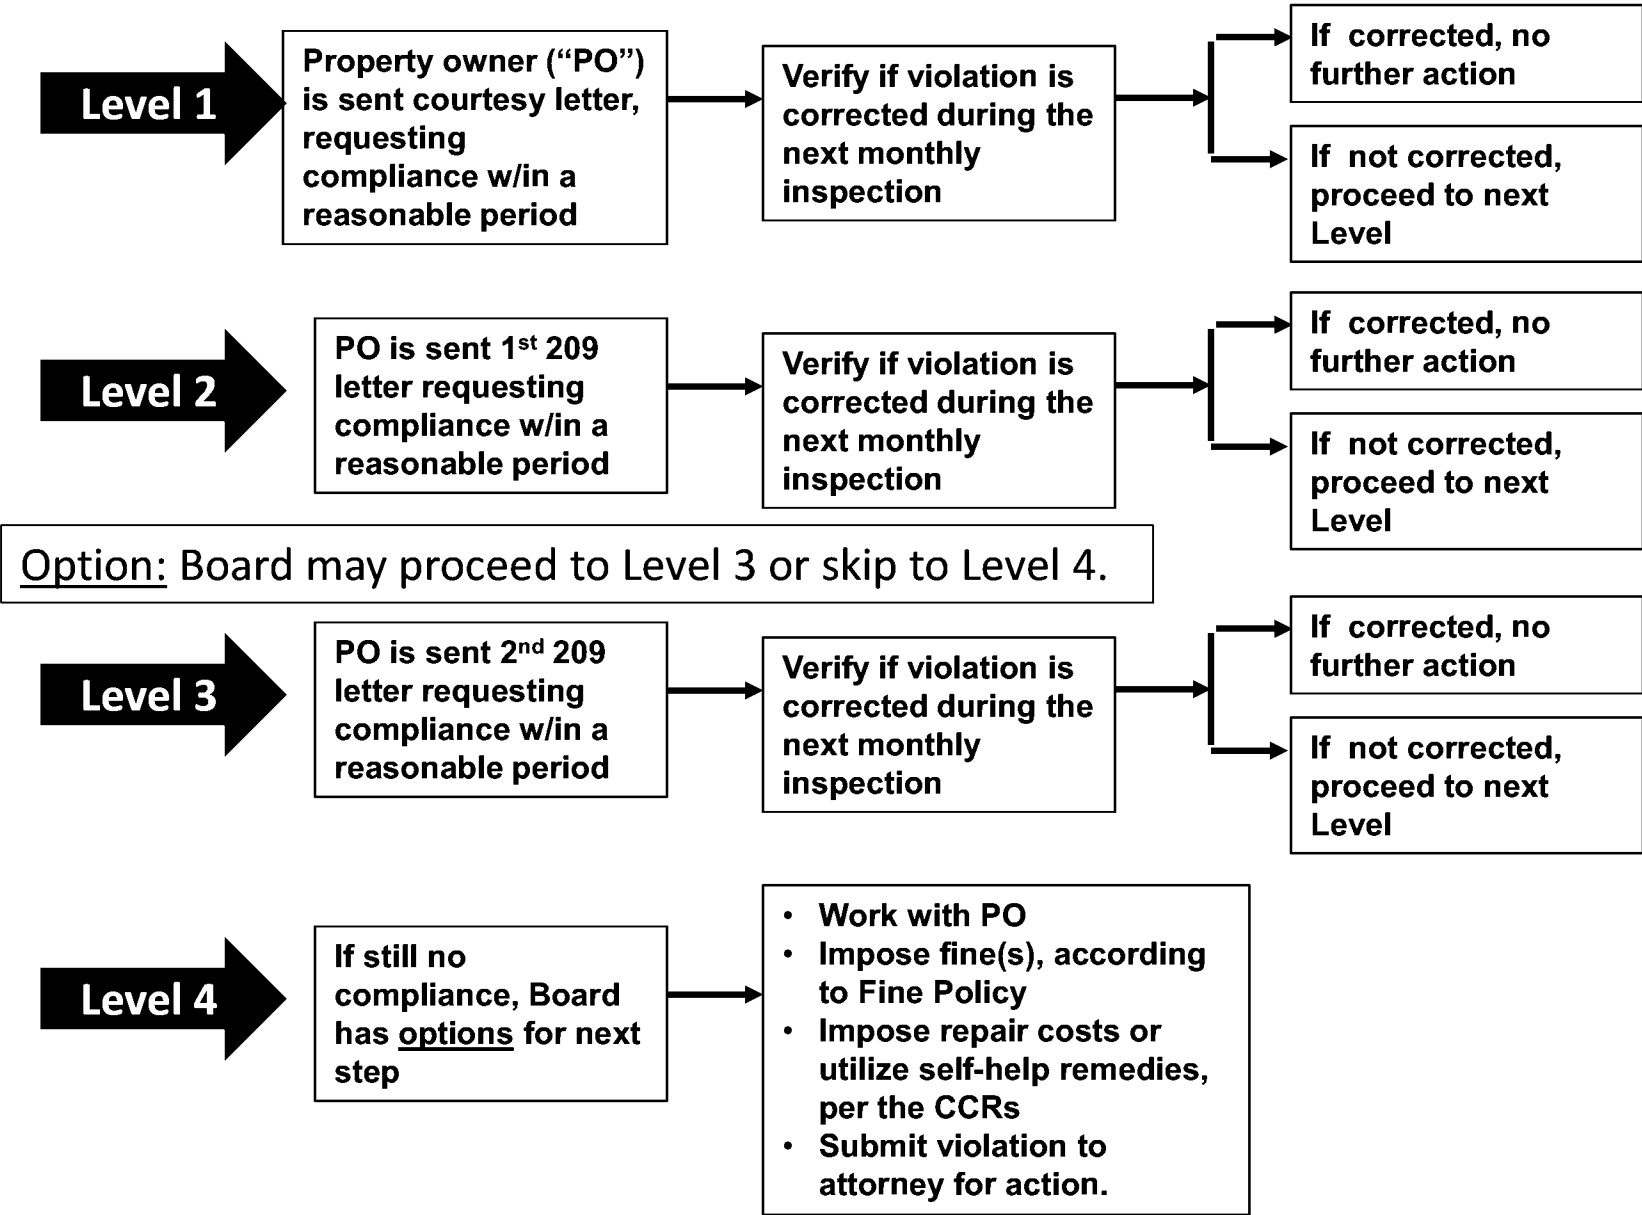 Level 1
Property owner (“PO”)
is sent courtesy letter,
requesting
compliance w/in a
reasonable period
Verify if violation is
corrected during the
next monthly
inspection
If  corrected, no
further action
If  not corrected,
proceed to next
Level
Level 2
PO is sent 1st 209
letter requesting
compliance w/in a
reasonable period
Verify if violation is
corrected during the
next monthly
inspection
If  corrected, no
further action
If  not corrected,
proceed to next
Level
Option: Board may proceed to Level 3 or skip to Level 4.
Level 3
PO is sent 2nd 209
letter requesting
compliance w/in a
reasonable period
Verify if violation is
corrected during the
next monthly
inspection
If  corrected, no
further action
If  not corrected,
proceed to next
Level
Level 4
If still no
compliance, Board
has options for next
step
• Work with PO
• Impose fine(s), according
to Fine Policy
• Impose repair costs or
utilize self-help remedies,
per the CCRs
• Submit violation to
attorney for action.